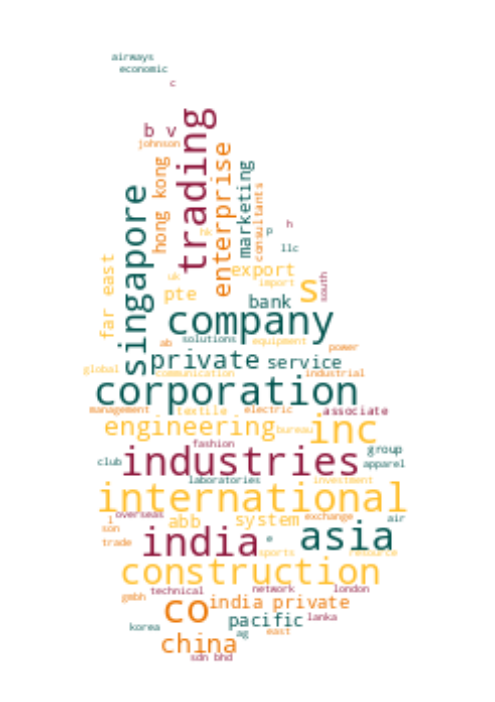 airways
economic
c
trading
b v
johnson
enterprise
hong kong
marketing
singapore
consultants
h
hk
p
llc
far east
export
uk
import
south
pte
s
bank
company
solutions
equipment
ab
power
private
service
global
communication
industrial
corporation
management
textile
electric
associate
engineering
bureau
inc
fashion
group
club
industries
apparel
laboratories
investment
international
overseas
l
abb
system
exchange
air
son
india
e
asia
trade
sports
resource
construction
technical
network
london
gmbh
co
india private
lanka
korea
pacific
ag
east
china
sdn bhd